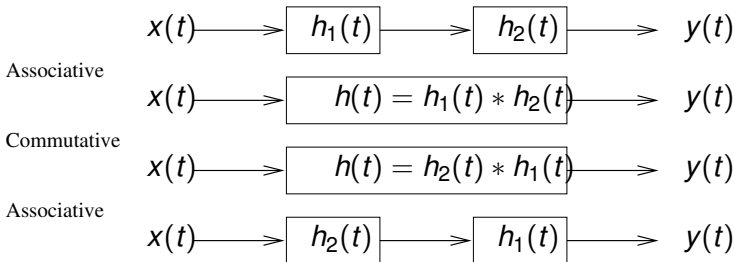 x(t) h₁(t) h₂(t) y(t)
Associative
x(t) h(t) = h₁(t) ∗ h₂(t) y(t)
Commutative
x(t) h(t) = h₂(t) ∗ h₁(t) y(t)
Associative
x(t) h₂(t) h₁(t) y(t)